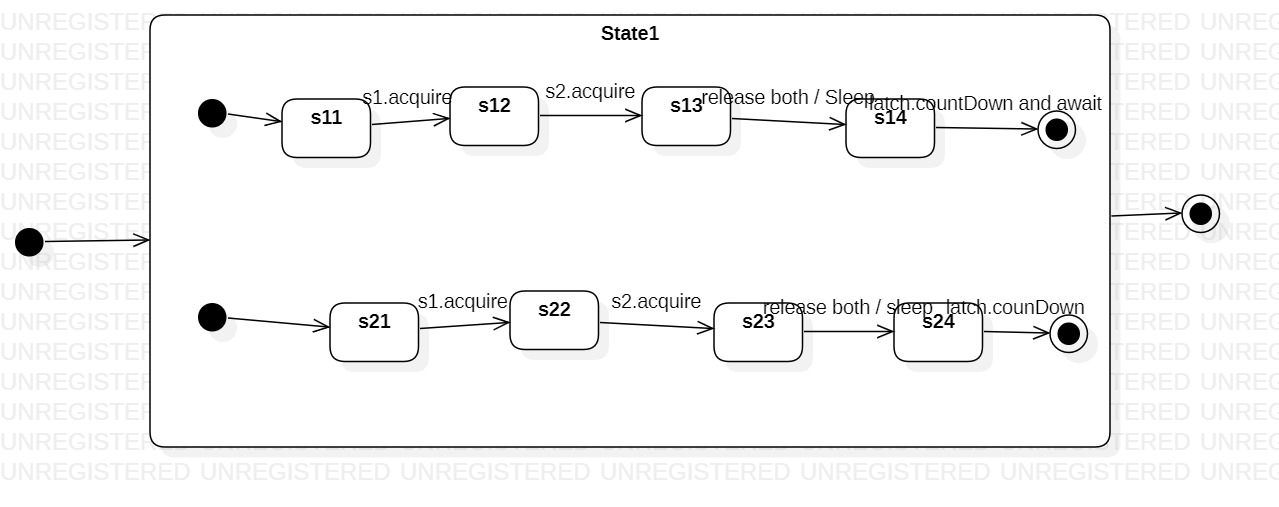 State1
s11
s1.acquire
s12
s2.acquire
s13
release both / Sleep
s14
latch.countDown and await
s21
s1.acquire
s22
s2.acquire
s23
release both / sleep
s24
latch.counDown
UNREGISTERED UNREGISTERED UNREGISTERED UNREGISTERED UNREGISTERED UNREGISTERED UNREG